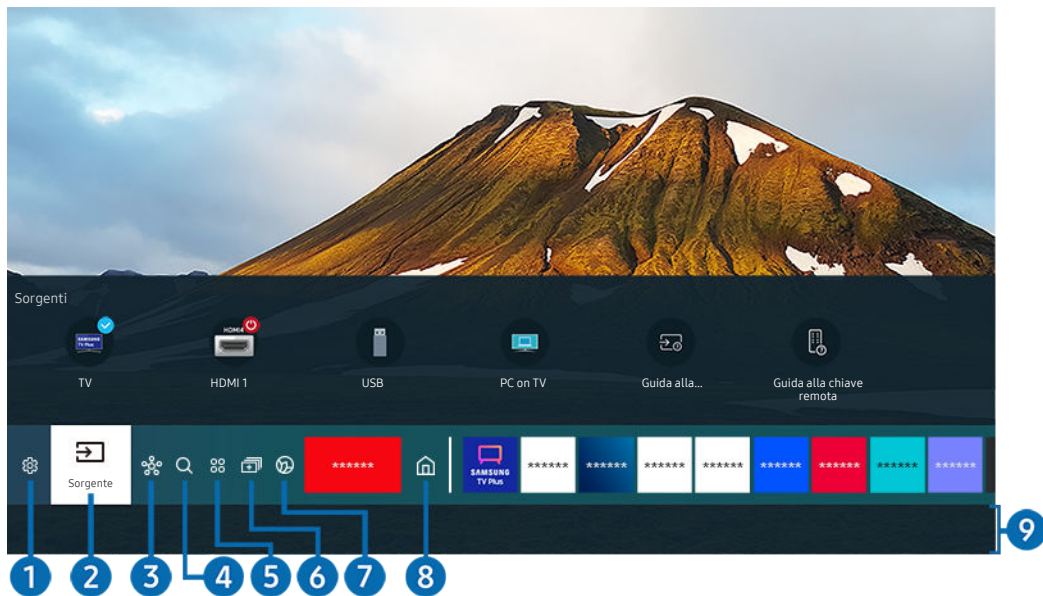 Sorgenti
SAMSUNG
TV Plus
HDMI4
TV
HDMI 1
USB
PC on TV
Guida alla...
Guida alla chiave
remota
Sorgente
******
SAMSUNG
TV Plus
******
******
******
******
******
******
******
******
9
1
2
3
4
5
6
7
8